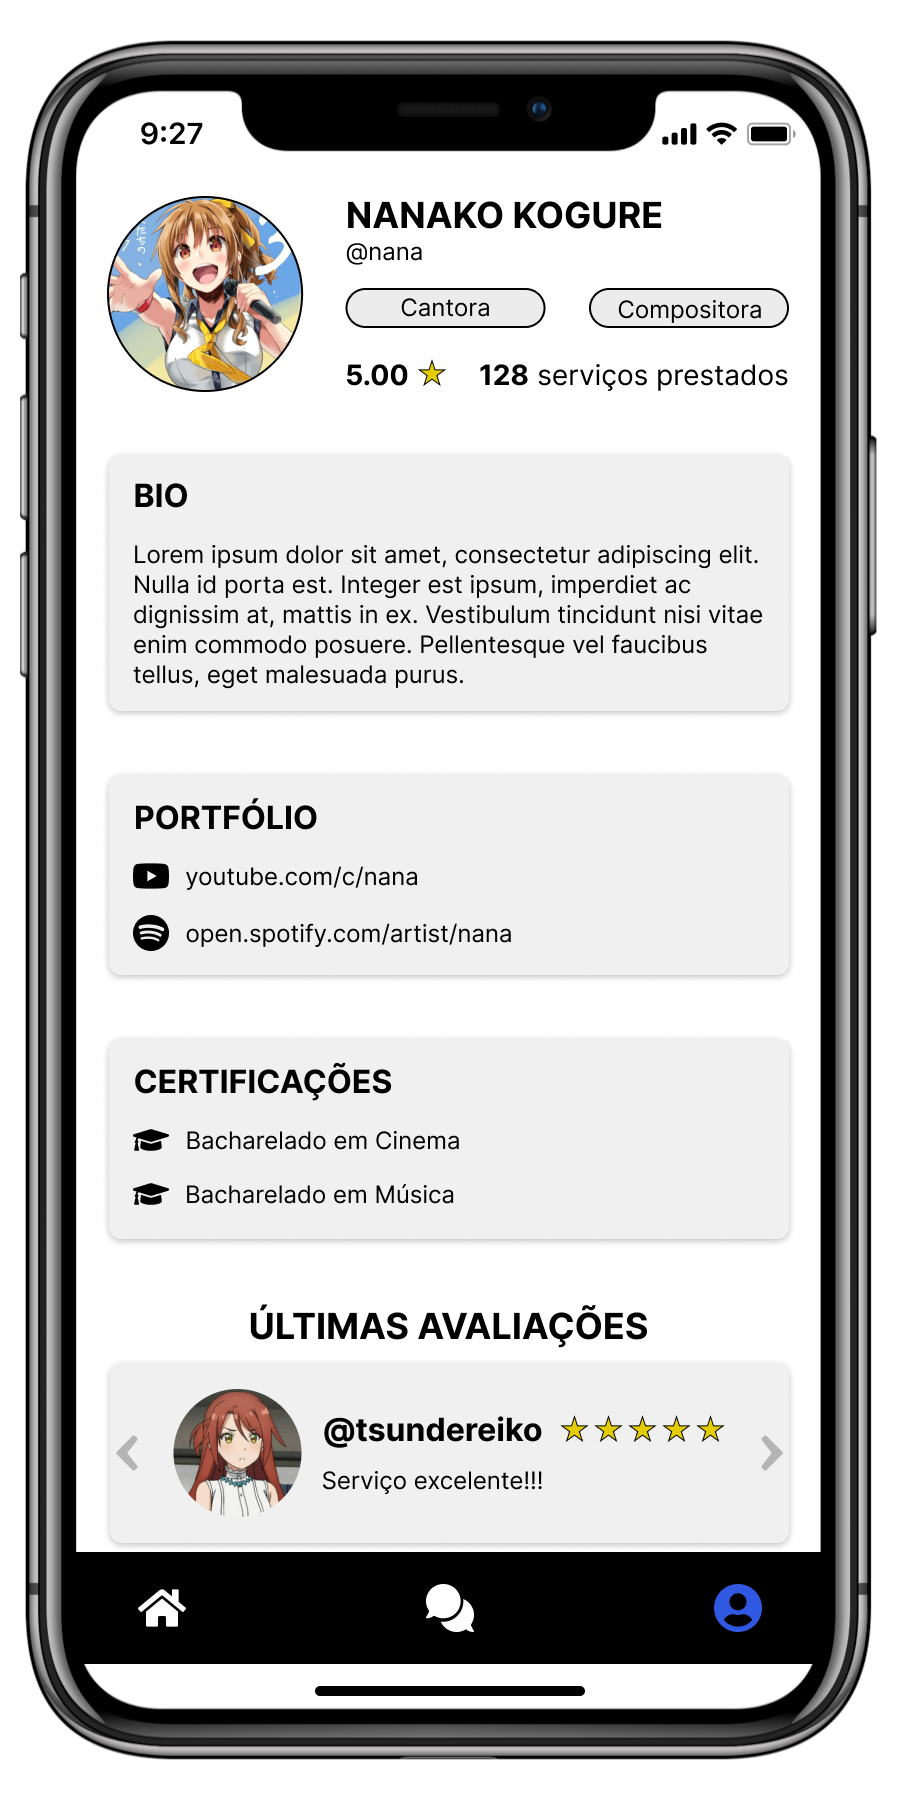 9:27
NANAKO KOGURE
@nana
Cantora
Compositora
5.00 128 serviços prestados
BIO
Lorem ipsum dolor sit amet, consectetur adipiscing elit.
Nulla id porta est. Integer est ipsum, imperdiet ac
dignissim at, mattis in ex. Vestibulum tincidunt nisi vitae
enim commodo posuere. Pellentesque vel faucibus
tellus, eget malesuada purus.
PORTFÓLIO
youtube.com/c/nana
open.spotify.com/artist/nana
CERTIFICAÇÕES
Bacharelado em Cinema
Bacharelado em Música
ÚLTIMAS AVALIAÇÕES
@tsundereiko
Serviço excelente!!!